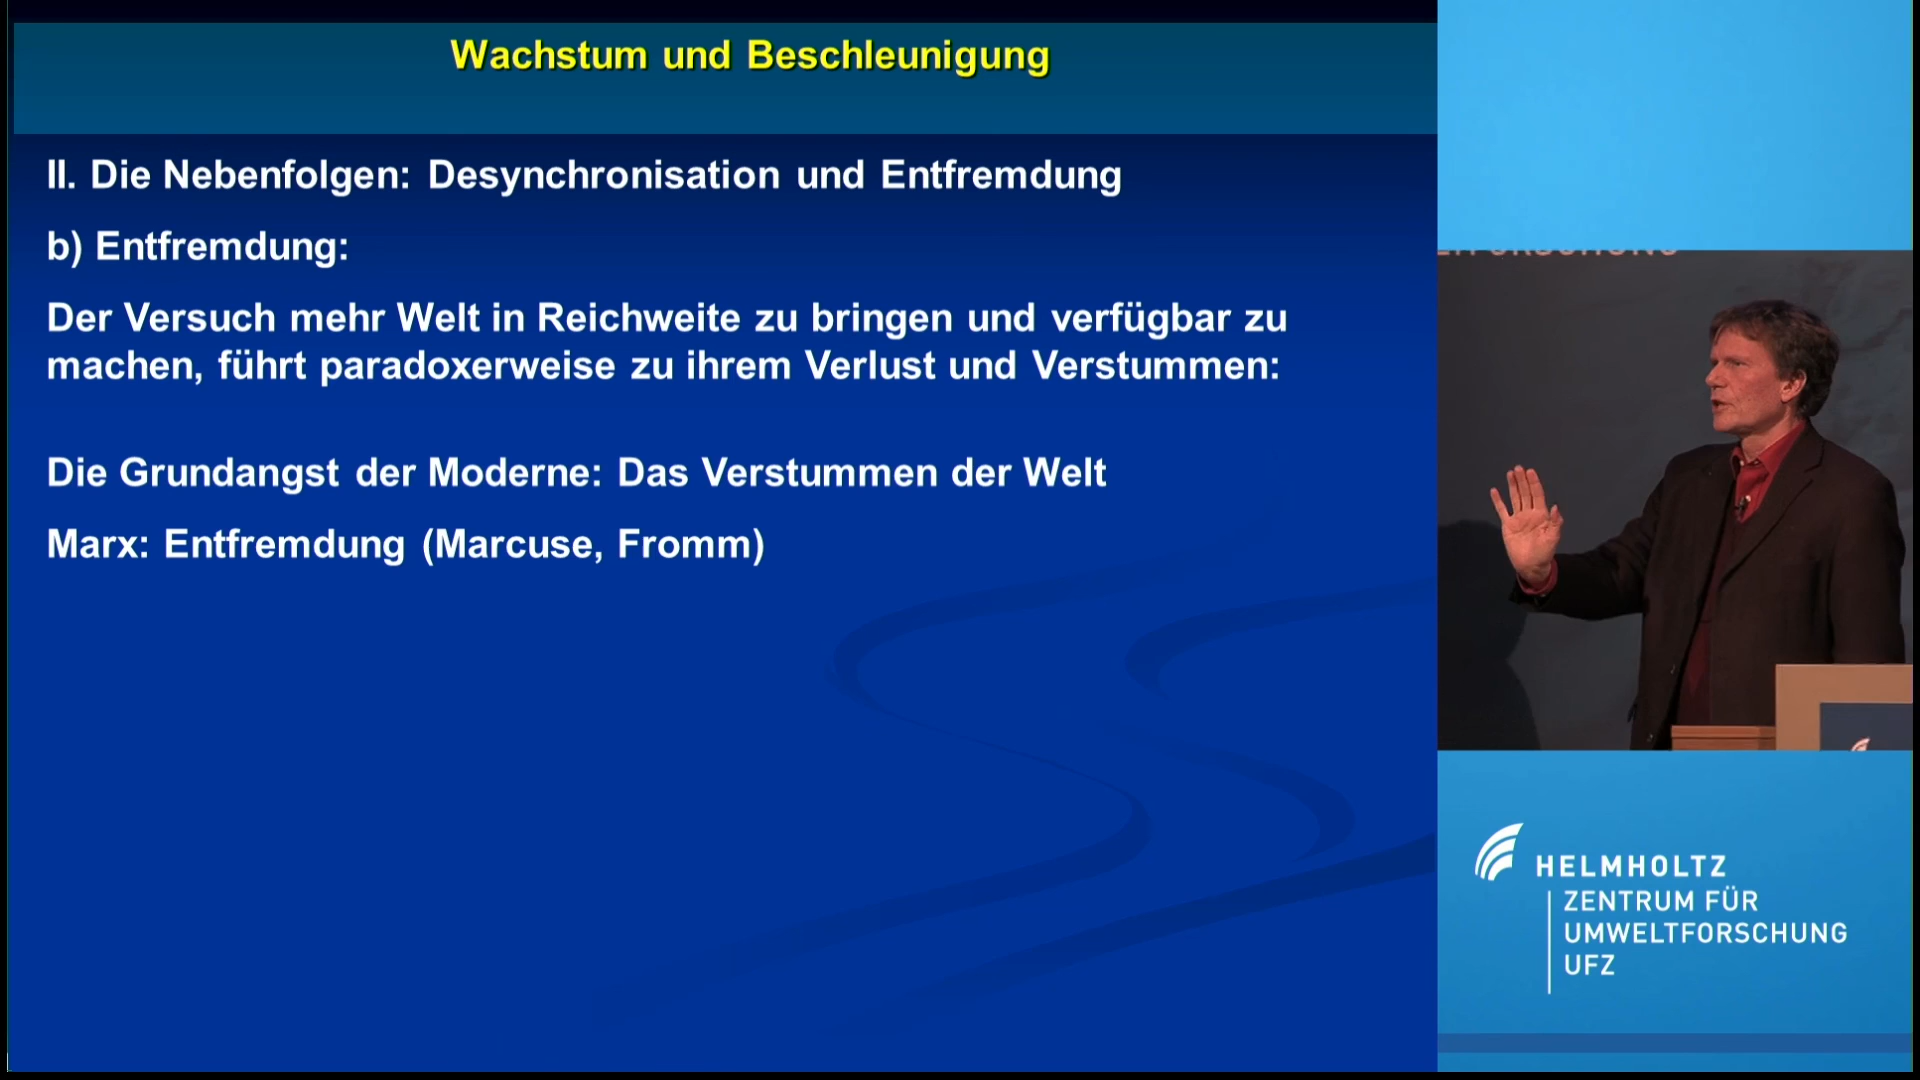 Wachstum und Beschleunigung
II. Die Nebenfolgen: Desynchronisation und Entfremdung
b) Entfremdung:
Der Versuch mehr Welt in Reichweite zu bringen und verfügbar zu
machen, führt paradoxerweise zu ihrem Verlust und Verstummen:
Die Grundangst der Moderne: Das Verstummen der Welt
Marx: Entfremdung (Marcuse, Fromm)
HELMHOLTZ
ZENTRUM FÜR
UMWELTFORSCHUNG
UFZ